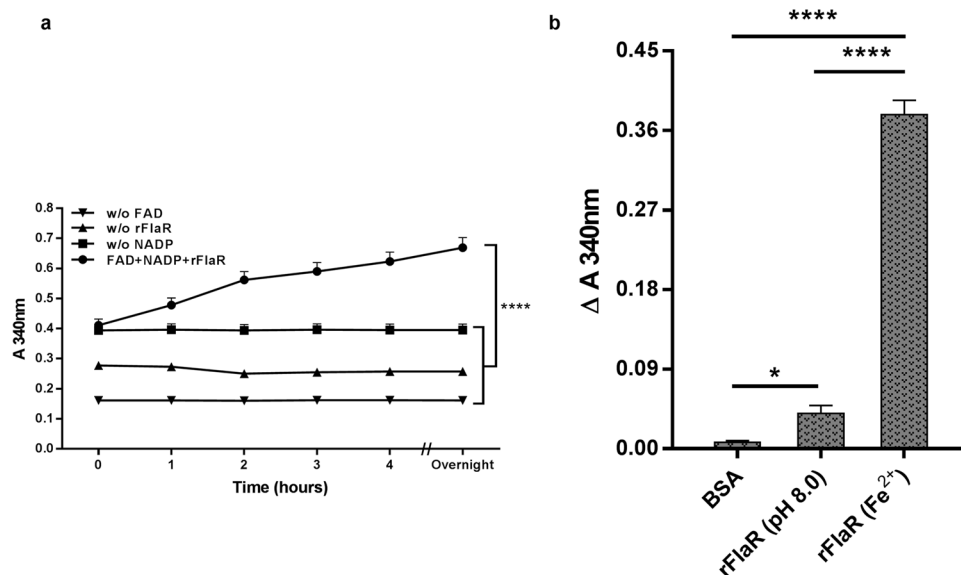 a
0.8
0.7
0.6
0.5
0.4
0.3
0.2
0.1
0.0
A 340nm
w/o FAD
w/o rFlaR
w/o NADP
FAD+NADP+rFlaR
****
0 1 2 3 4 Overnight
Time (hours)
b
****
****
*
0.45
0.36
0.27
0.18
0.09
0.00
Δ A 340nm
BSA
rFlaR (pH 8.0)
rFlaR (Fe²⁺)